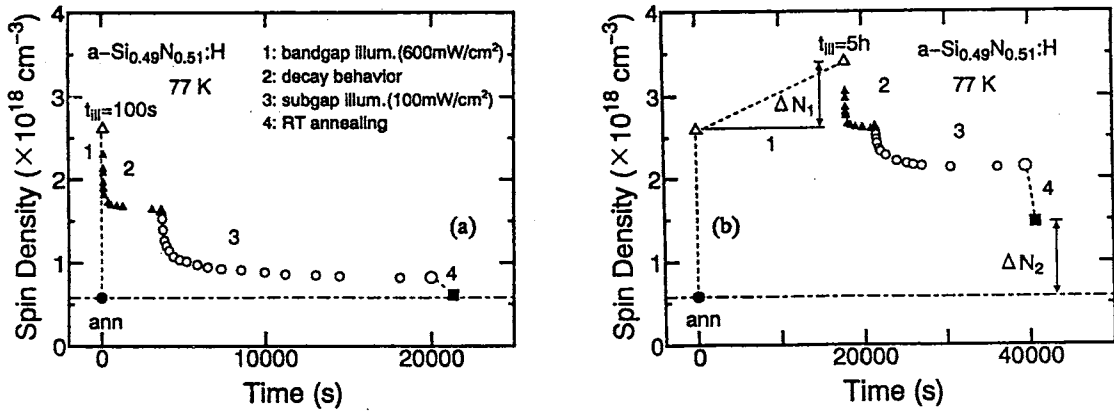 4
3
2
1
0
Spin Density (×10¹⁸ cm⁻³)
a-Si₀.₄₉N₀.₅₁:H
77 K
1: bandgap illum.(600mW/cm²)
2: decay behavior
3: subgap illum.(100mW/cm²)
4: RT annealing
tᵢₗₗ=100s
1
2
3
4
(a)
ann
0 10000 20000
Time (s)
4
3
2
1
0
Spin Density (×10¹⁸ cm⁻³)
tᵢₗₗ=5h
a-Si₀.₄₉N₀.₅₁:H
77 K
ΔN₁
1
2
3
4
(b)
ΔN₂
ann
0 20000 40000
Time (s)